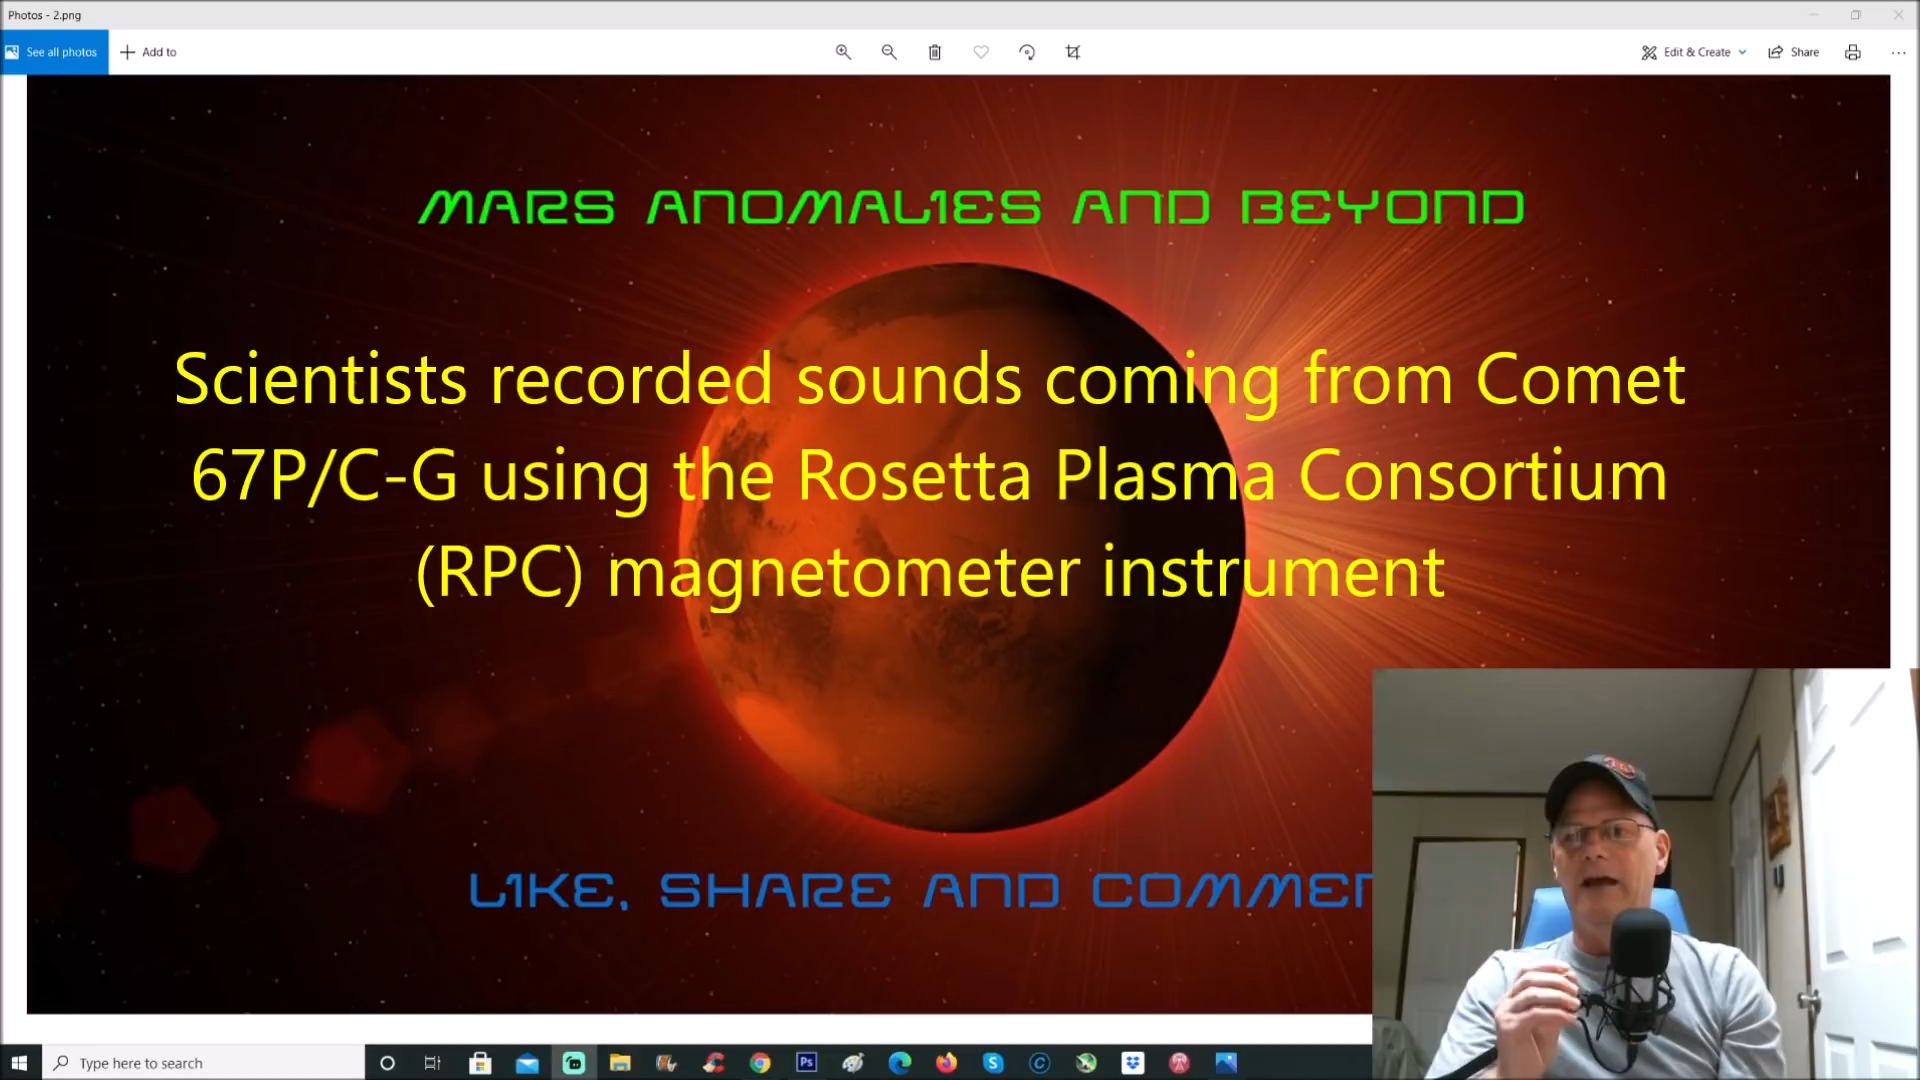 Photos - 2.png
See all photos
Add to
Edit & Create
Share
MARS ANOMALIES AND BEYOND
Scientists recorded sounds coming from Comet
67P/C-G using the Rosetta Plasma Consortium
(RPC) magnetometer instrument
LIKE, SHARE AND
Type here to search
Ps